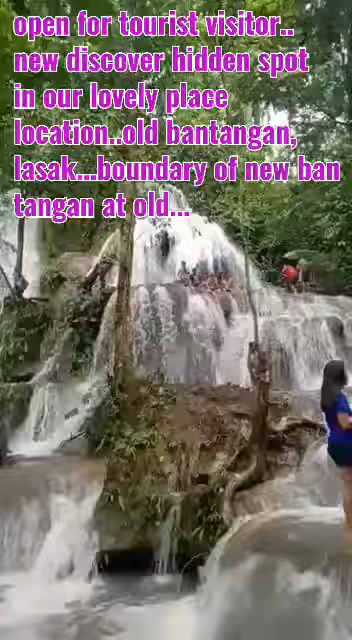 open for tourist visitor..
new discover hidden spot
in our lovely place
location..old bantangan,
lasak...boundary of new ban
tangan at old...